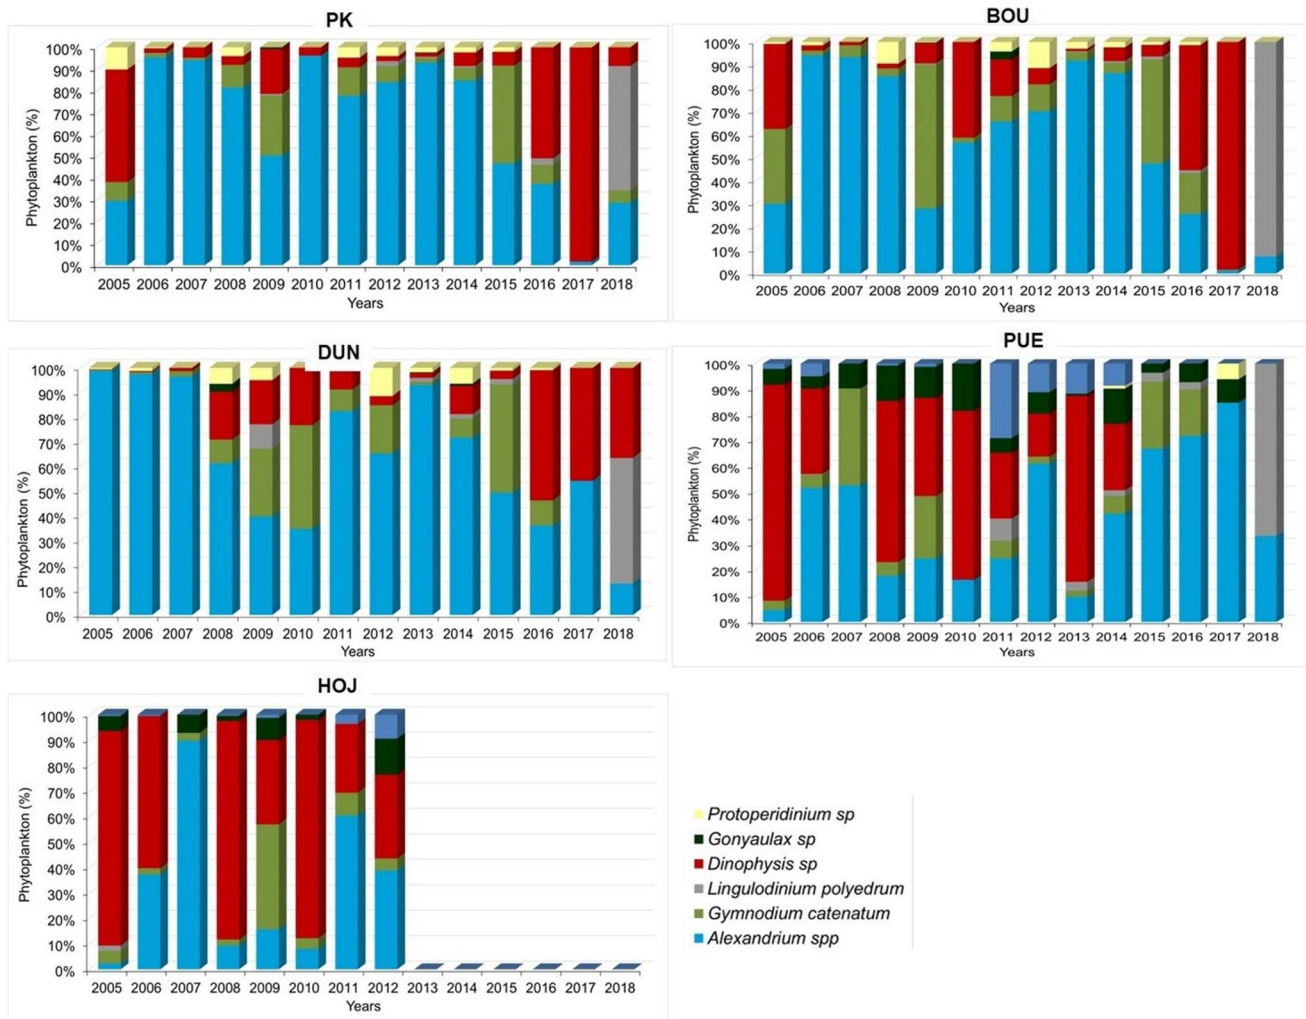 PK
100%
90%
80%
70%
60%
50%
40%
30%
20%
10%
0%
Phytoplankton (%)
2005 2006 2007 2008 2009 2010 2011 2012 2013 2014 2015 2016 2017 2018
Years
BOU
100%
90%
80%
70%
60%
50%
40%
30%
20%
10%
0%
Phytoplankton (%)
2005 2006 2007 2008 2009 2010 2011 2012 2013 2014 2015 2016 2017 2018
Years
DUN
100%
90%
80%
70%
60%
50%
40%
30%
20%
10%
0%
Phytoplankton (%)
2005 2006 2007 2008 2009 2010 2011 2012 2013 2014 2015 2016 2017 2018
Years
PUE
100%
90%
80%
70%
60%
50%
40%
30%
20%
10%
0%
Phytoplankton (%)
2005 2006 2007 2008 2009 2010 2011 2012 2013 2014 2015 2016 2017 2018
Years
HOJ
100%
90%
80%
70%
60%
50%
40%
30%
20%
10%
0%
Phytoplankton (%)
2005 2006 2007 2008 2009 2010 2011 2012 2013 2014 2015 2016 2017 2018
Years
Protoperidinium sp
Gonyaulax sp
Dinophysis sp
Lingulodinium polyedrum
Gymnodium catenatum
Alexandrium spp